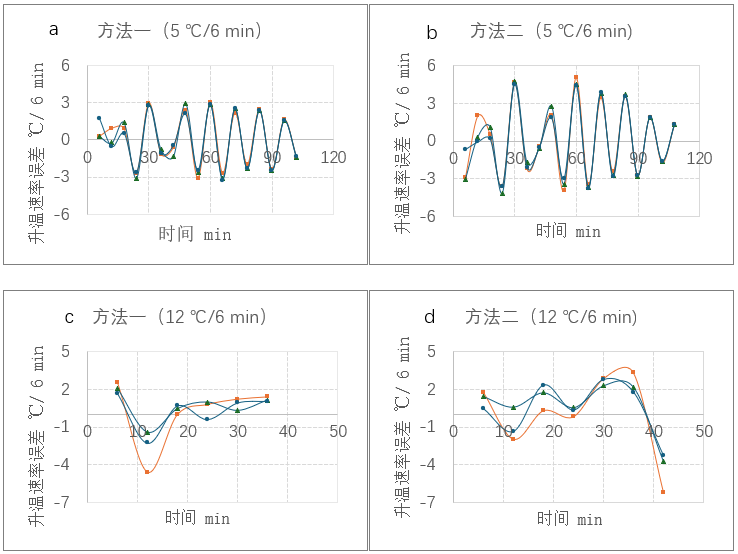 a 方法一（5 ℃/6 min）
升温速率误差 ℃/ 6 min
6
3
0
-3
-6
0 30 60 90 120
时间 min
b 方法二（5 ℃/6 min)
升温速率误差 ℃/ 6 min
6
3
0
-3
-6
0 30 60 90 120
时间 min
c 方法一（12 ℃/6 min）
升温速率误差 ℃/ 6 min
5
2
-1
-4
-7
0 10 20 30 40 50
时间 min
d 方法二（12 ℃/6 min)
升温速率误差 ℃/ 6 min
5
2
-1
-4
-7
0 10 20 30 40 50
时间 min